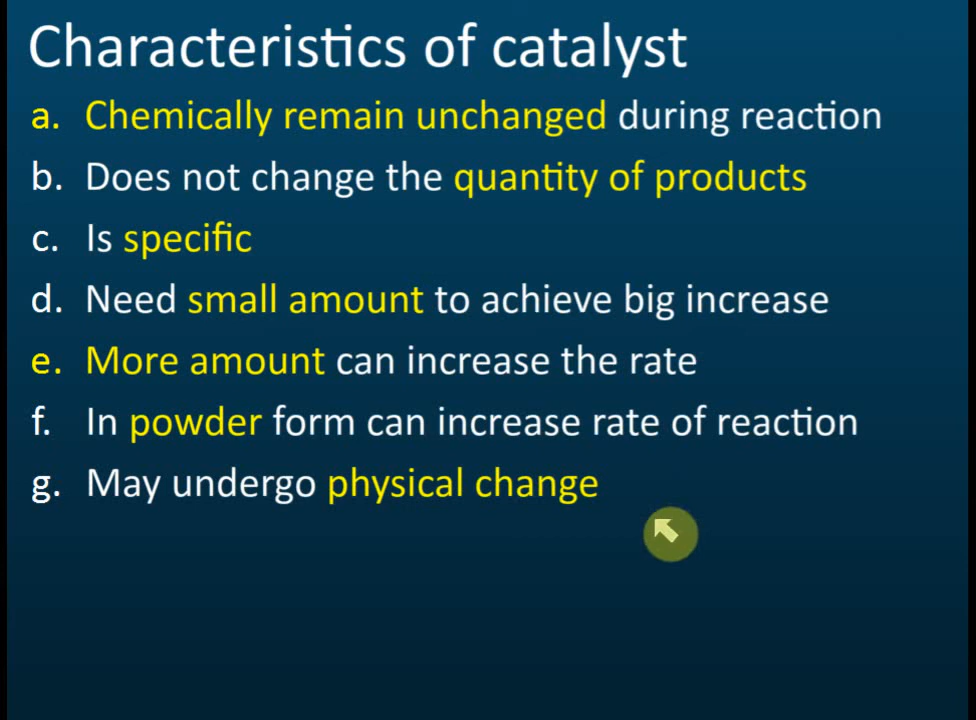 Characteristics of catalyst
a. Chemically remain unchanged during reaction
b. Does not change the quantity of products
c. Is specific
d. Need small amount to achieve big increase
e. More amount can increase the rate
f. In powder form can increase rate of reaction
g. May undergo physical change